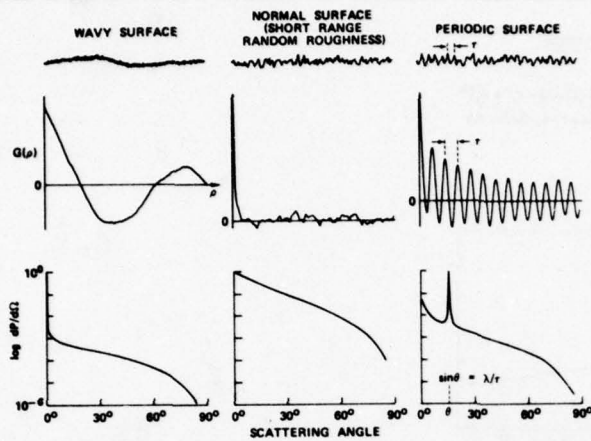 WAVY SURFACE
NORMAL SURFACE
(SHORT RANGE
RANDOM ROUGHNESS)
PERIODIC SURFACE
τ
G(ρ)
0
ρ
0
τ
0
log dP/dΩ
10⁰
10⁻⁶
0° 30° 60° 90°
0° 30° 60° 90°
sinθ = λ/τ
0° θ 30° 60° 90°
SCATTERING ANGLE